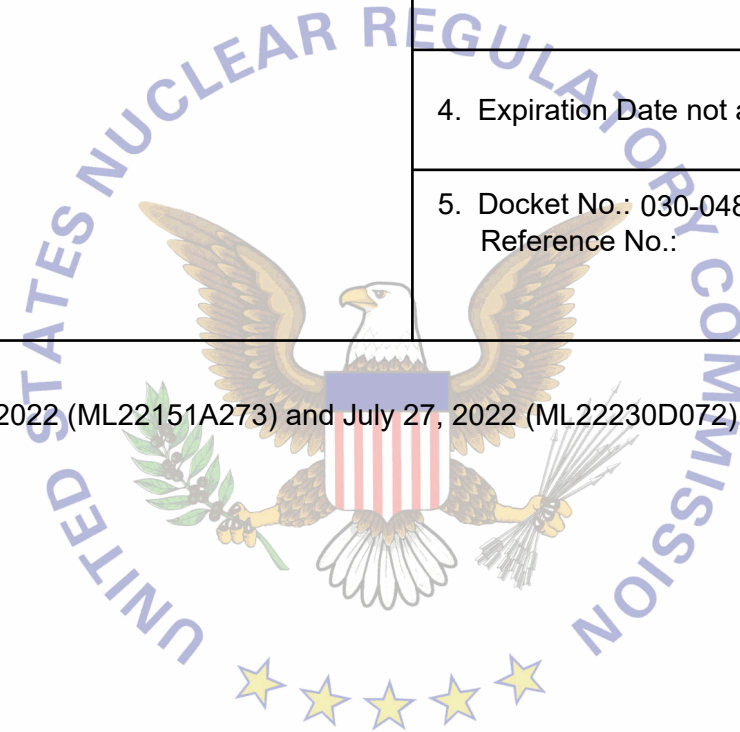 UNITED STATES NUCLEAR REGULATORY COMMISSION
4. Expiration Date not
5. Docket No.: 030-048
Reference No.:
2022 (ML22151A273) and July 27, 2022 (ML22230D072)